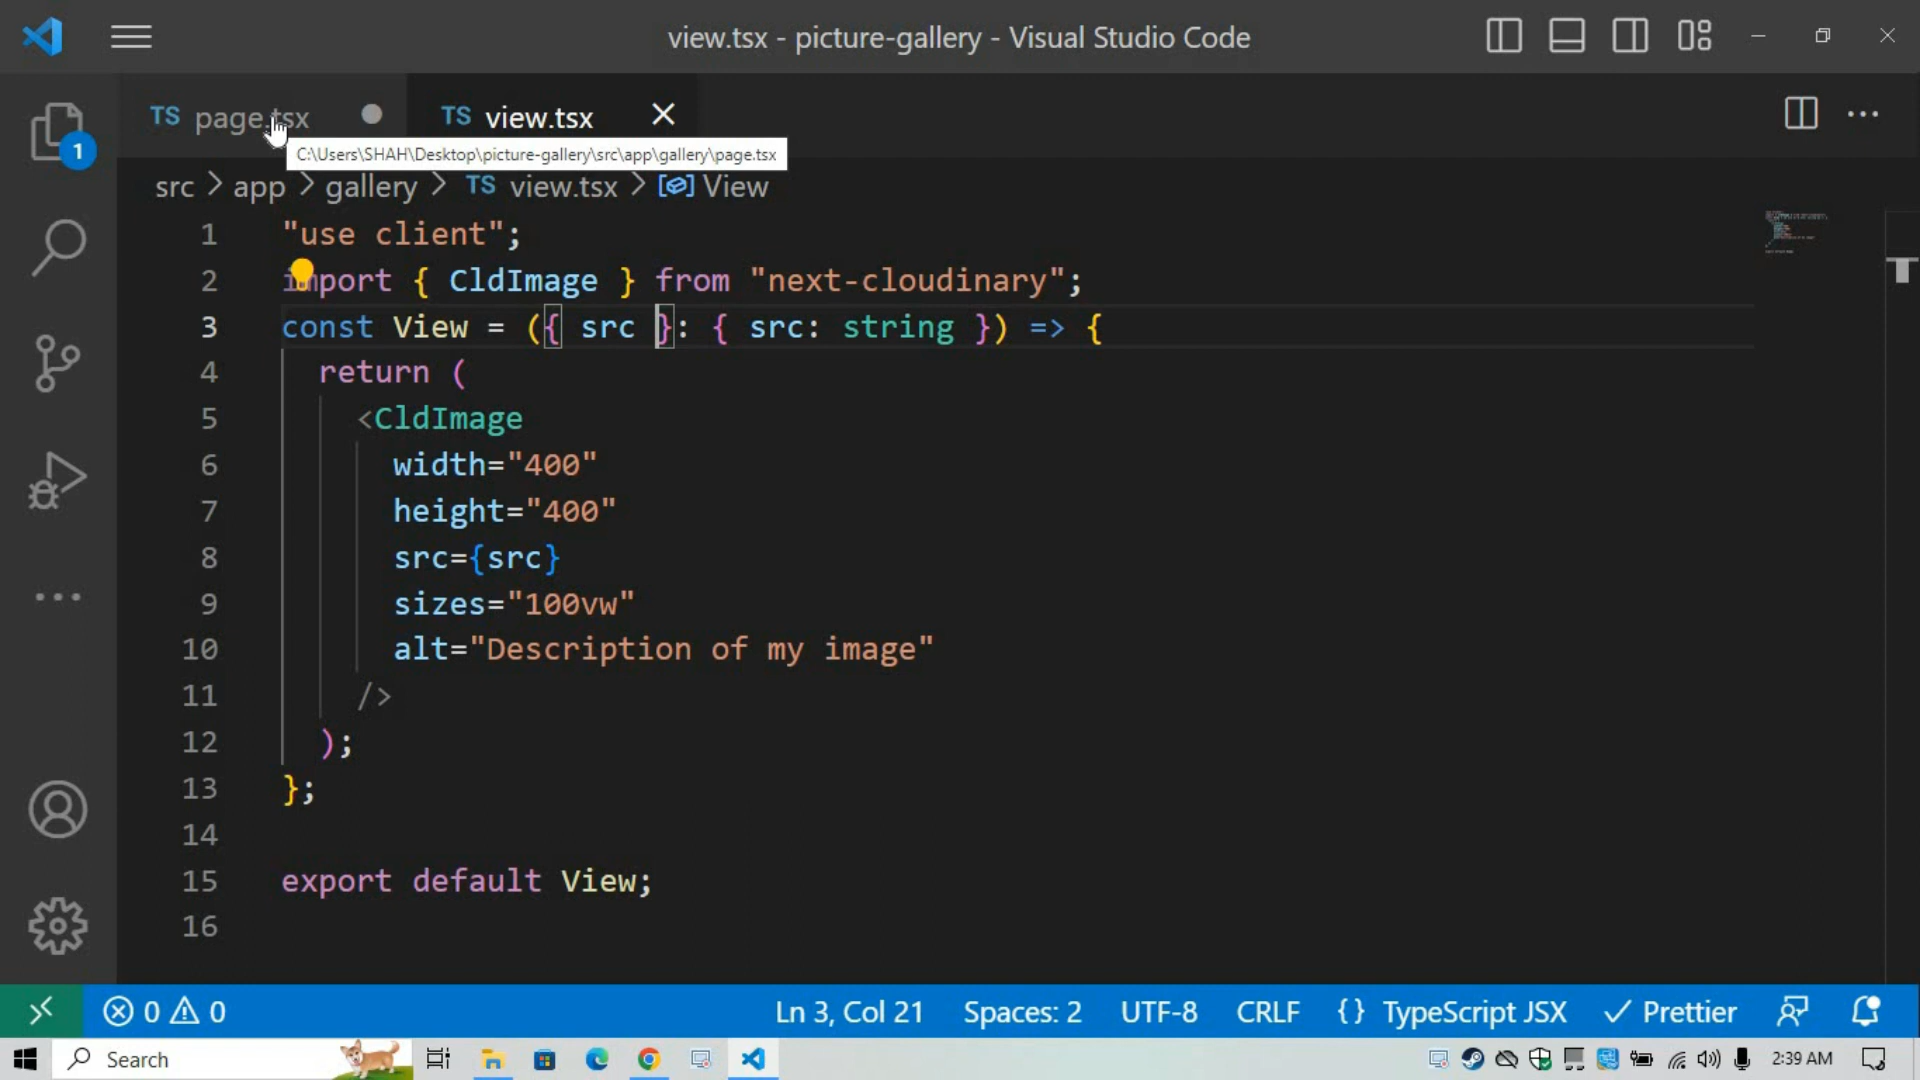 view.tsx - picture-gallery - Visual Studio Code
TS page.tsx
TS view.tsx
C:\Users\SHAH\Desktop\picture-gallery\src\app\gallery\page.tsx
1
src > app > gallery > TS view.tsx > View
1 "use client";
2 import { CldImage } from "next-cloudinary";
3 const View = ({ src }: { src: string }) => {
4 return (
5 <CldImage
6 width="400"
7 height="400"
8 src={src}
9 sizes="100vw"
10 alt="Description of my image"
11 />
12 );
13 };
14
15 export default View;
16
0 0 Ln 3, Col 21 Spaces: 2 UTF-8 CRLF {} TypeScript JSX Prettier
Search 2:39 AM